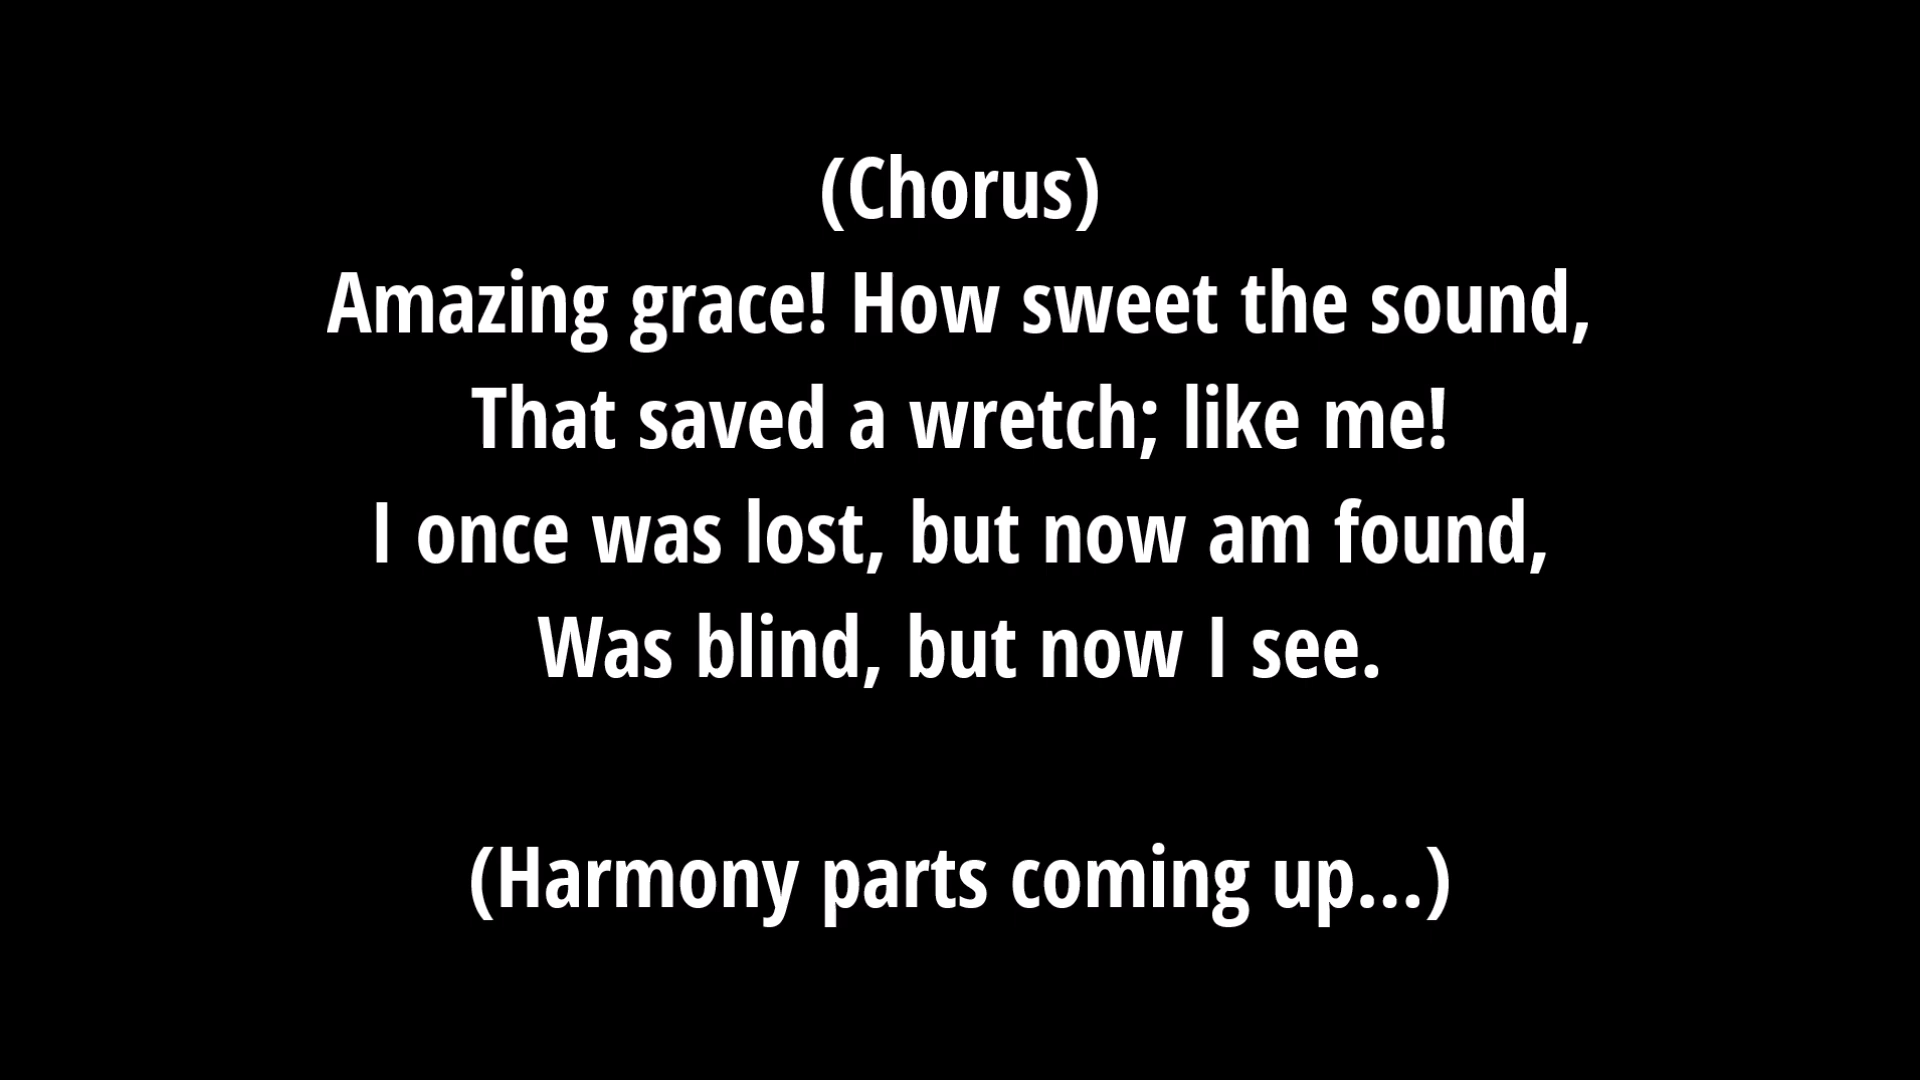 (Chorus)
Amazing grace! How sweet the sound,
That saved a wretch; like me!
I once was lost, but now am found,
Was blind, but now I see.
(Harmony parts coming up...)